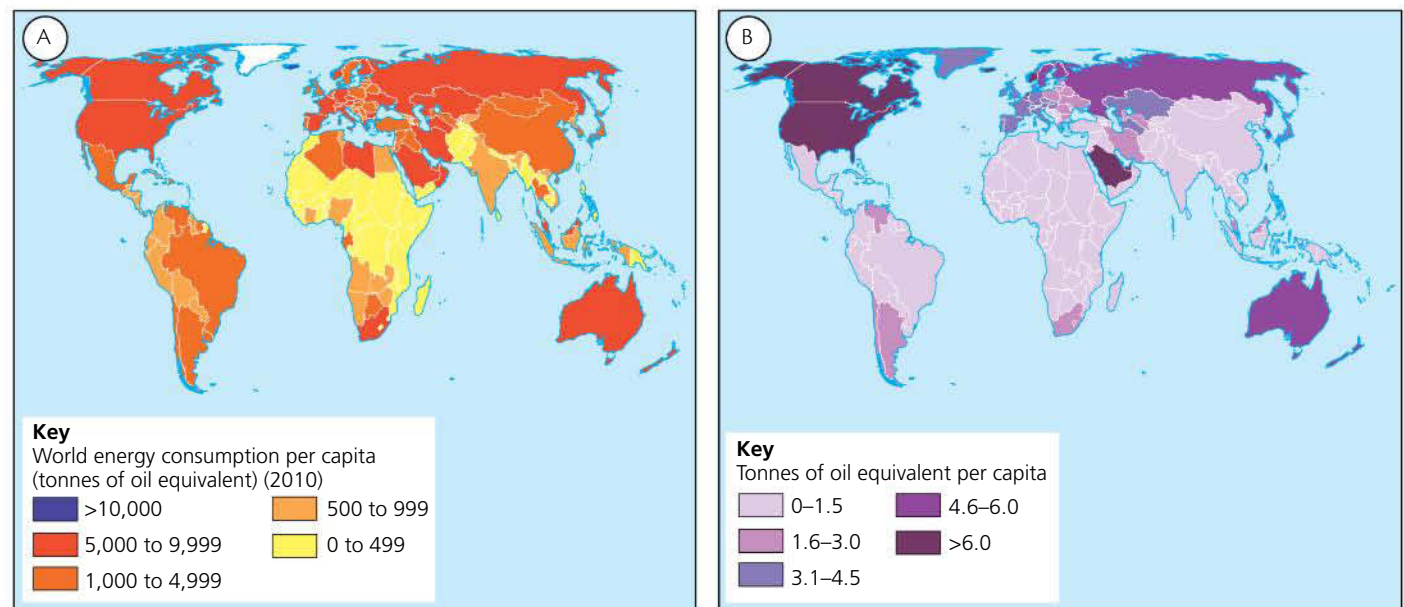 A
Key
World energy consumption per capita
(tonnes of oil equivalent) (2010)
>10,000
5,000 to 9,999
1,000 to 4,999
500 to 999
0 to 499
B
Key
Tonnes of oil equivalent per capita
0–1.5
1.6–3.0
3.1–4.5
4.6–6.0
>6.0